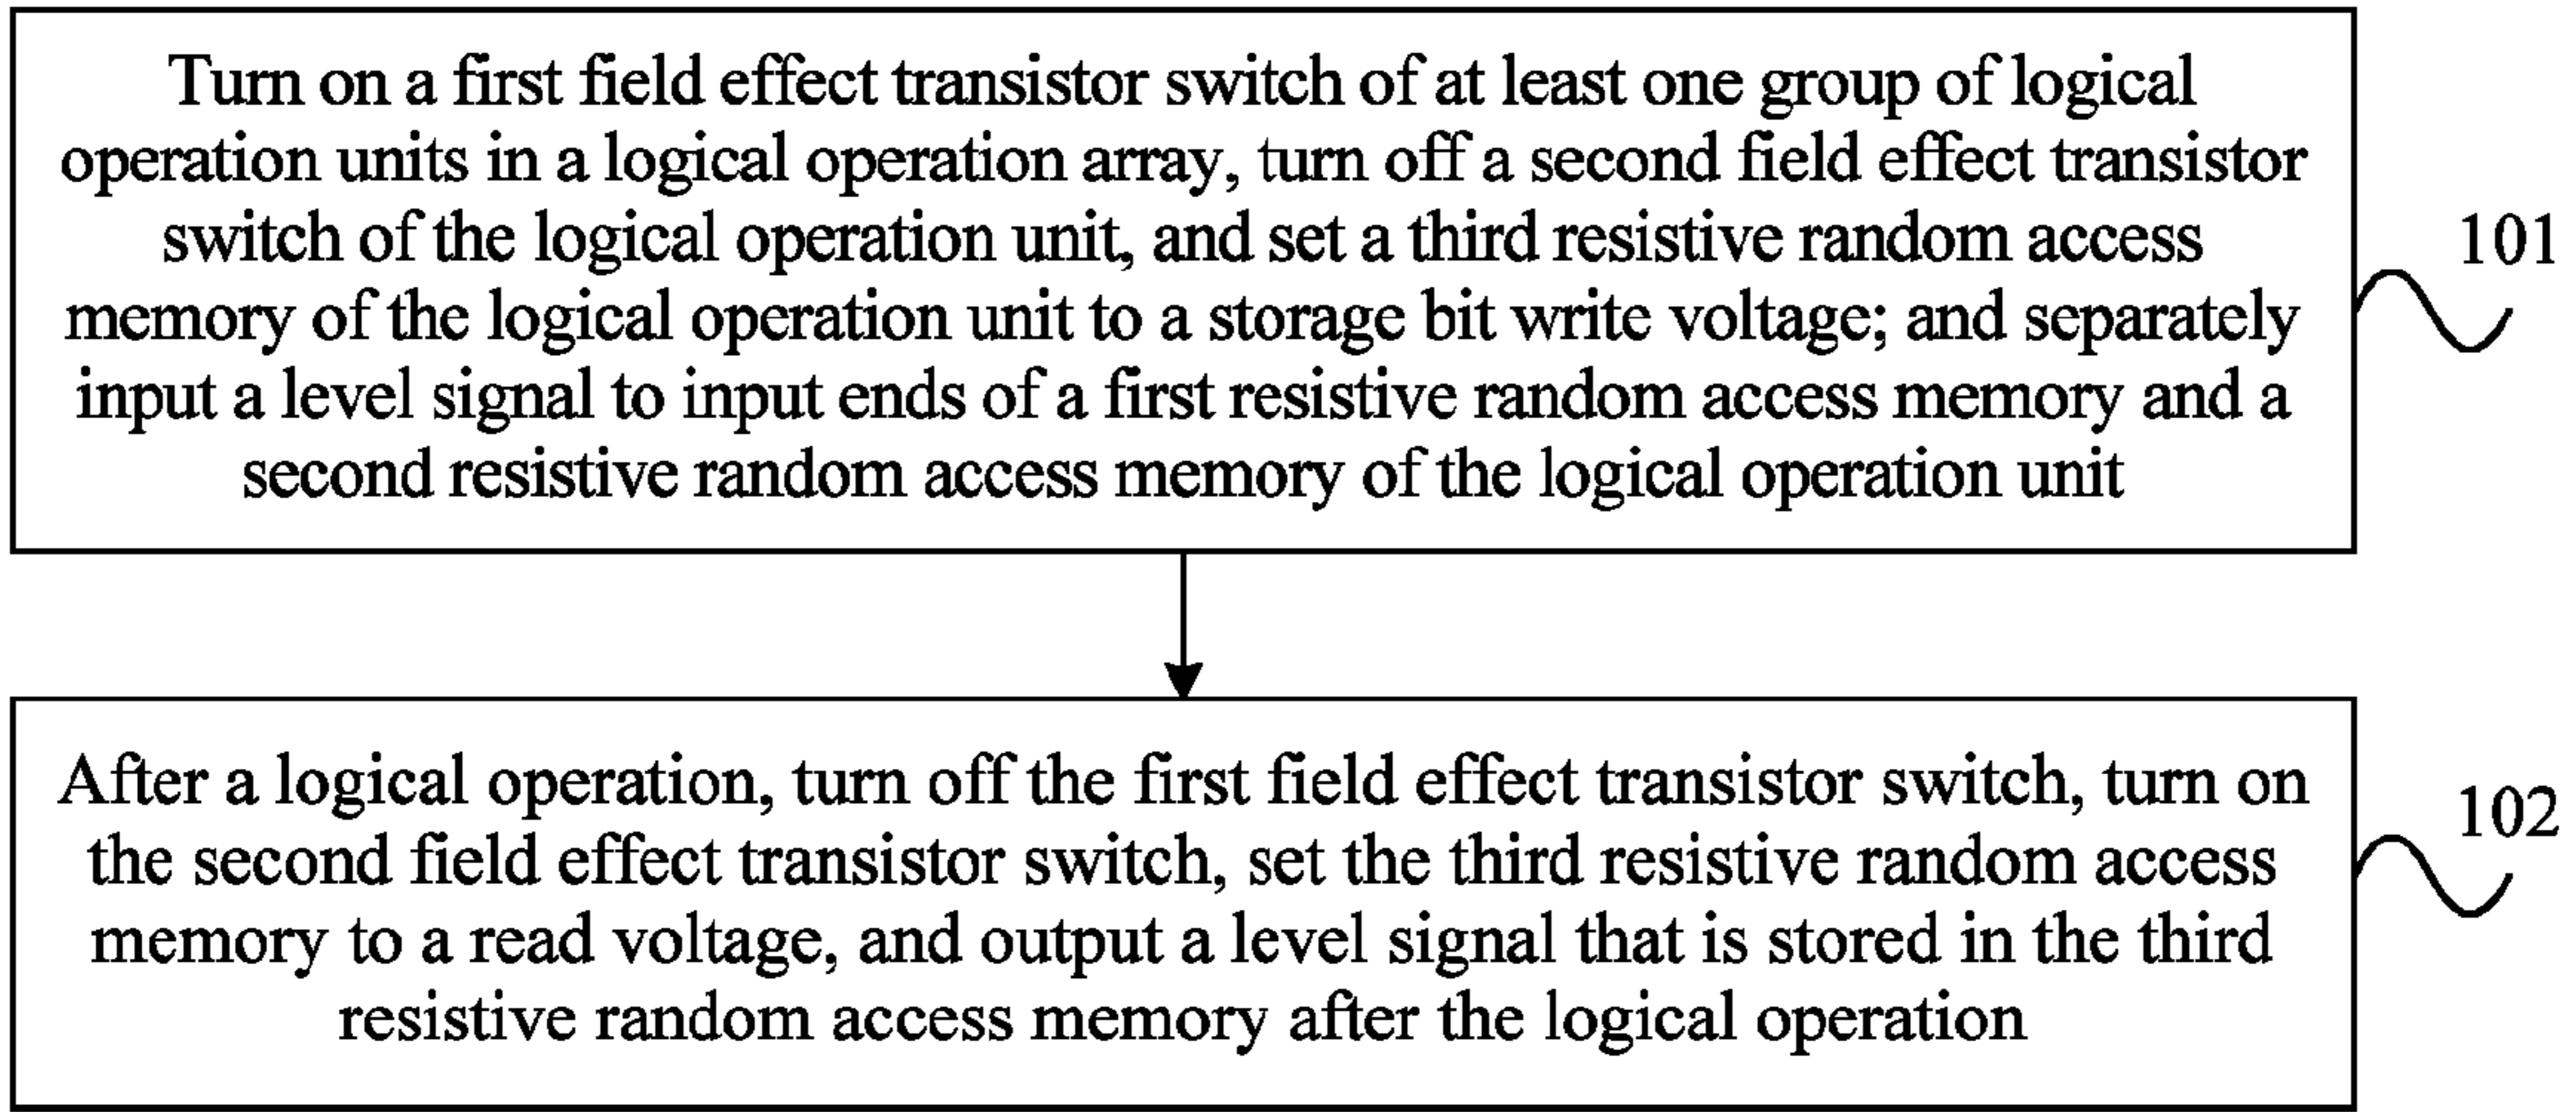 Turn on a first field effect transistor switch of at least one group of logical
operation units in a logical operation array, turn off a second field effect transistor
switch of the logical operation unit, and set a third resistive random access
memory of the logical operation unit to a storage bit write voltage; and separately
input a level signal to input ends of a first resistive random access memory and a
second resistive random access memory of the logical operation unit
101
After a logical operation, turn off the first field effect transistor switch, turn on
the second field effect transistor switch, set the third resistive random access
memory to a read voltage, and output a level signal that is stored in the third
resistive random access memory after the logical operation
102